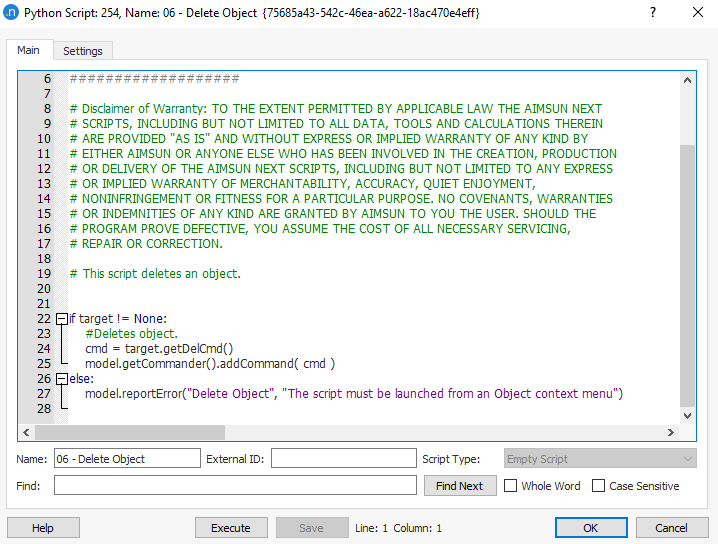 Python Script: 254, Name: 06 - Delete Object {75685a43-542c-46ea-a622-18ac470e4eff}
Main Settings
6 ###################
7
8 # Disclaimer of Warranty: TO THE EXTENT PERMITTED BY APPLICABLE LAW THE AIMSUN NEXT
9 # SCRIPTS, INCLUDING BUT NOT LIMITED TO ALL DATA, TOOLS AND CALCULATIONS THEREIN
10 # ARE PROVIDED "AS IS" AND WITHOUT EXPRESS OR IMPLIED WARRANTY OF ANY KIND BY
11 # EITHER AIMSUN OR ANYONE ELSE WHO HAS BEEN INVOLVED IN THE CREATION, PRODUCTION
12 # OR DELIVERY OF THE AIMSUN NEXT SCRIPTS, INCLUDING BUT NOT LIMITED TO ANY EXPRESS
13 # OR IMPLIED WARRANTY OF MERCHANTABILITY, ACCURACY, QUIET ENJOYMENT,
14 # NONINFRINGEMENT OR FITNESS FOR A PARTICULAR PURPOSE. NO COVENANTS, WARRANTIES
15 # OR INDEMNITIES OF ANY KIND ARE GRANTED BY AIMSUN TO YOU THE USER. SHOULD THE
16 # PROGRAM PROVE DEFECTIVE, YOU ASSUME THE COST OF ALL NECESSARY SERVICING,
17 # REPAIR OR CORRECTION.
18
19 # This script deletes an object.
20
21
22 if target != None:
23 #Deletes object.
24 cmd = target.getDelCmd()
25 model.getCommander().addCommand( cmd )
26 else:
27 model.reportError("Delete Object", "The script must be launched from an Object context menu")
28
Name: 06 - Delete Object External ID: Script Type: Empty Script
Find: Find Next Whole Word Case Sensitive
Help Execute Save Line: 1 Column: 1 OK Cancel